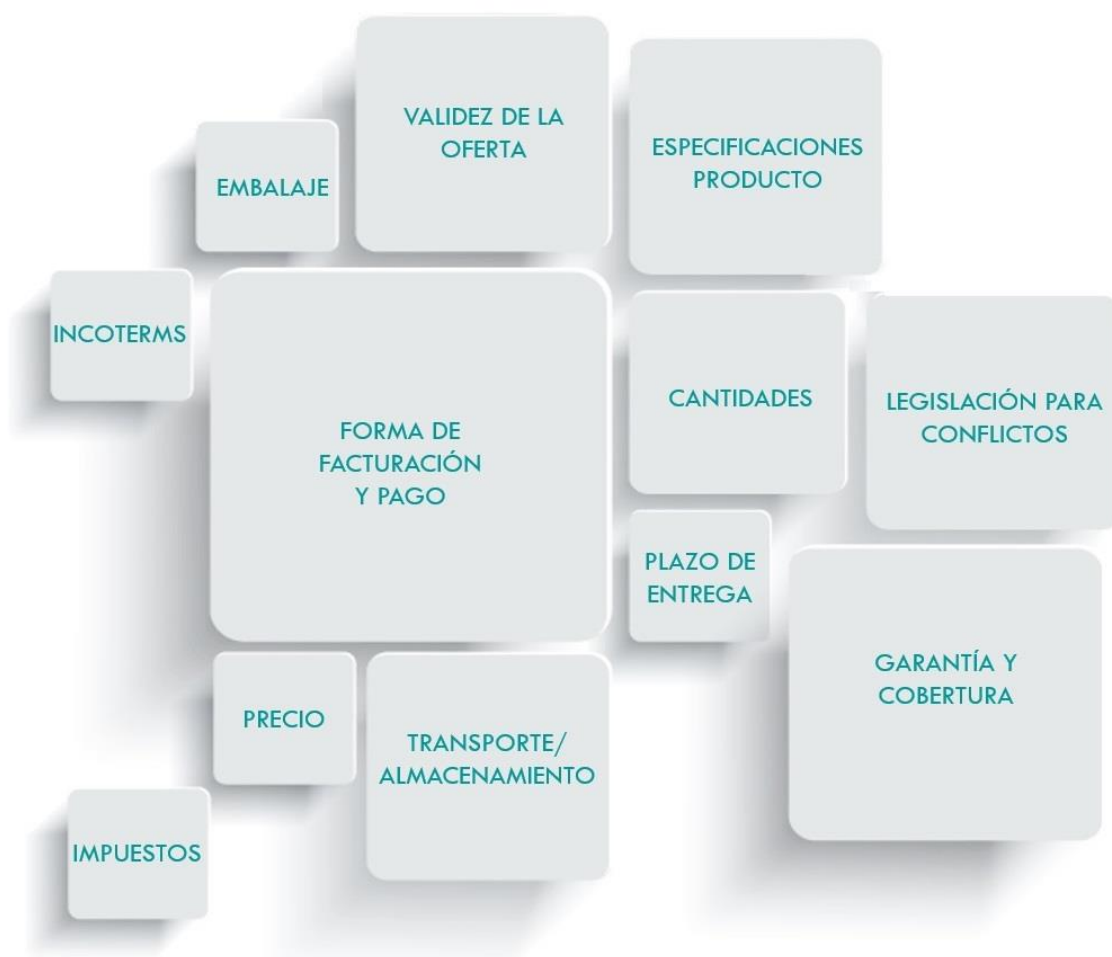 VALIDEZ DE LA
OFERTA
ESPECIFICACIONES
PRODUCTO
EMBALAJE
INCOTERMS
FORMA DE
FACTURACIÓN
Y PAGO
CANTIDADES
LEGISLACIÓN PARA
CONFLICTOS
PLAZO DE
ENTREGA
GARANTÍA Y
COBERTURA
PRECIO
TRANSPORTE/
ALMACENAMIENTO
IMPUESTOS